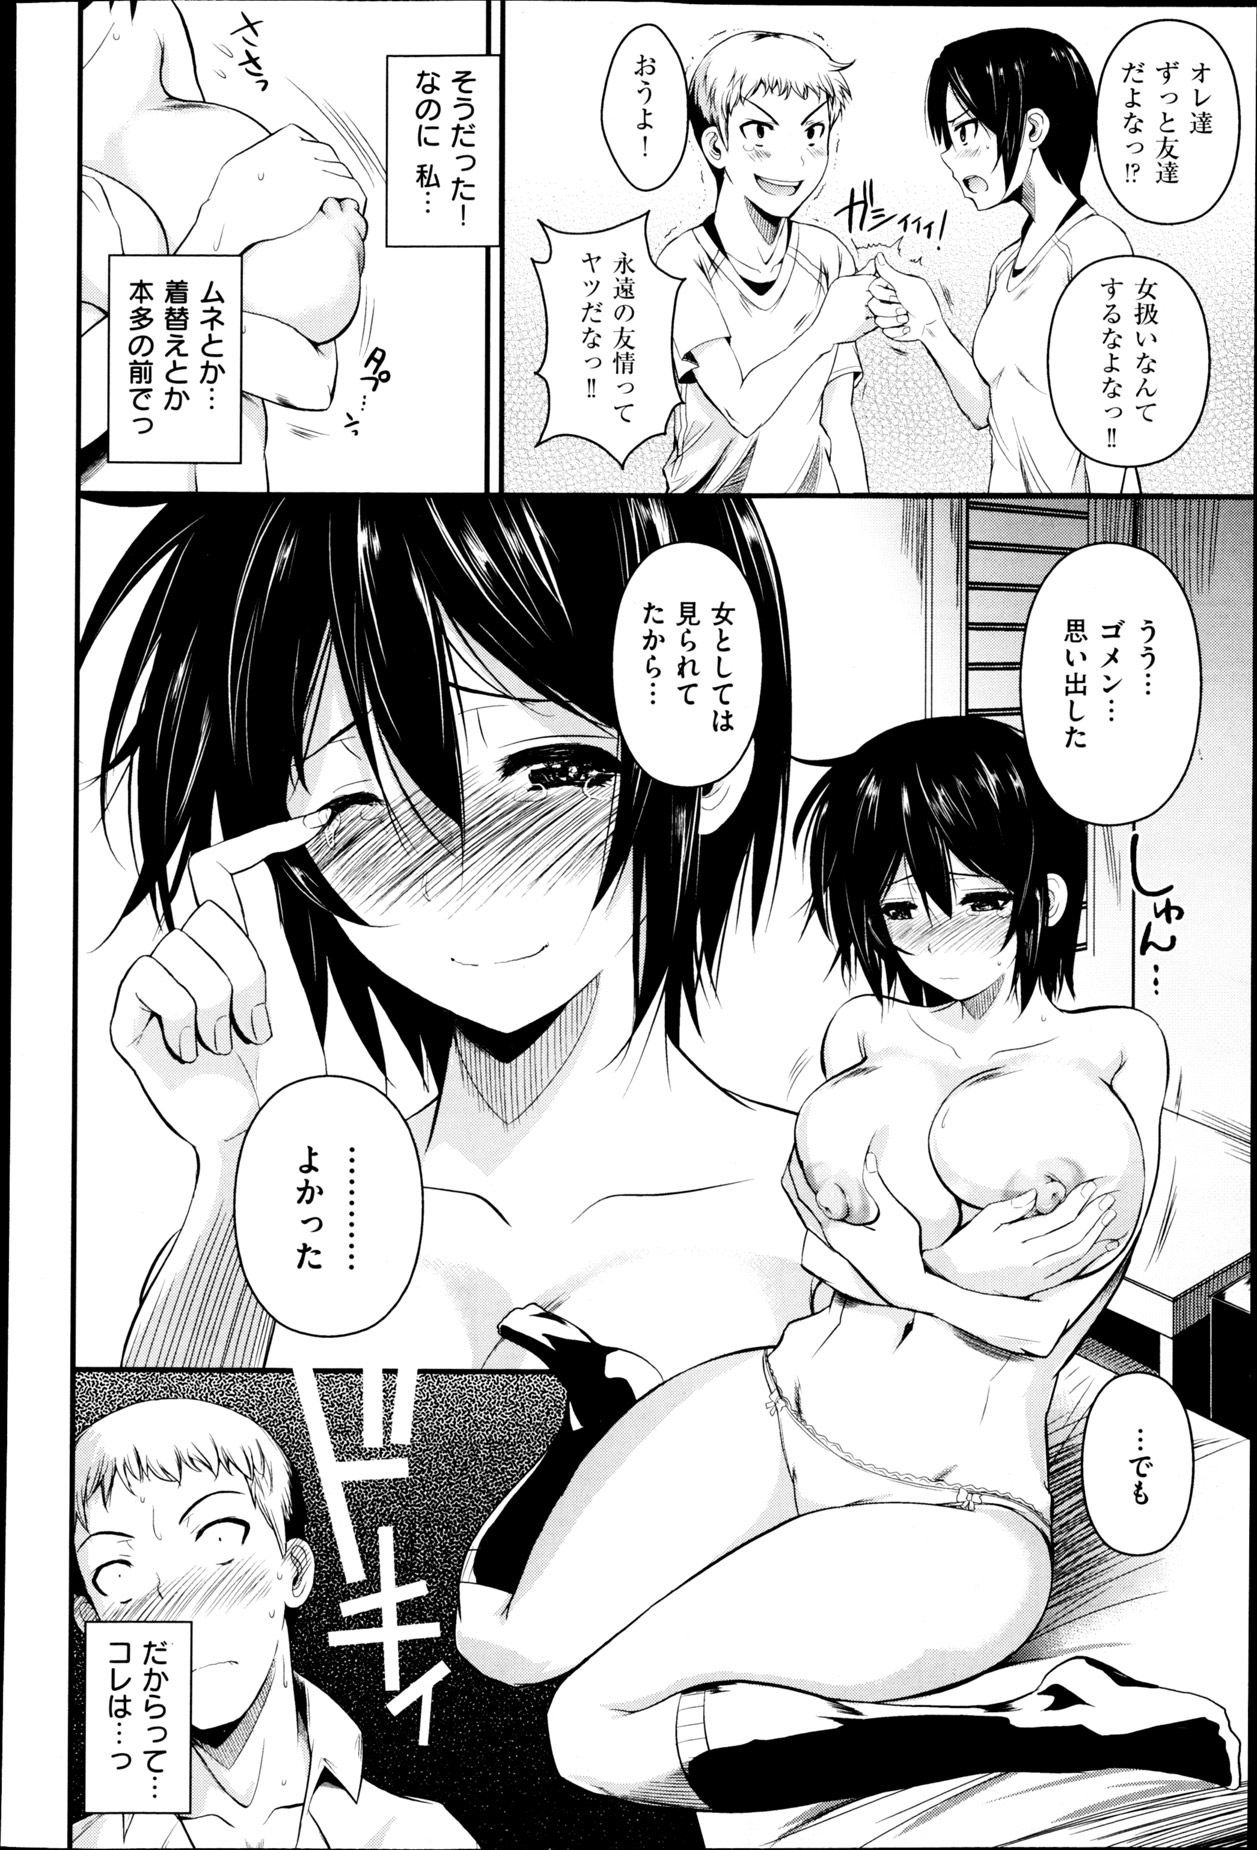 オレ達
ずっと友達
だよなっ!?
女扱いなんて
するなよなっ!!
ガシィィィ!
おうよ!
永遠の友情って
ヤツだなっ!!
そうだった!
なのに 私…
ささっ
ムネとか…
着替えとか
本多の前でっ
タプ…
うう…
ゴメン…
思い出した
しゅん…
…でも
女としては
見られて
たから…
…………
よかった
ドキィ
だからって…
コレは…っ